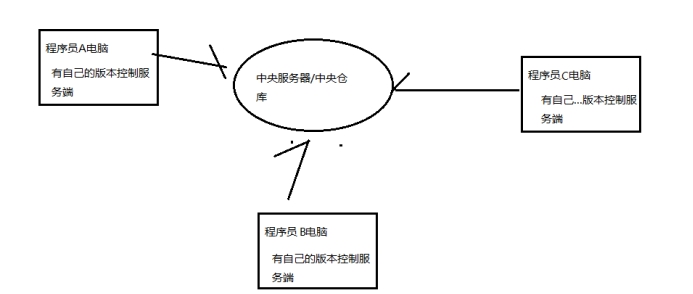 程序员A电脑
有自己的版本控制服
务端
中央服务器/中央仓
库
程序员C电脑
有自己...版本控制服
务端
程序员 B电脑
有自己的版本控制服
务端